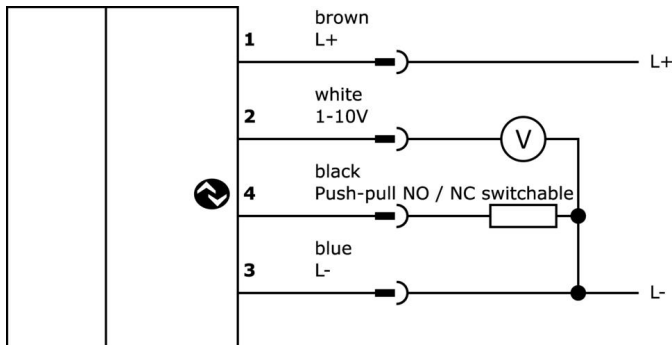 brown
1 L+
L+
white
2 1-10V
V
black
4 Push-pull NO / NC switchable
blue
3 L-
L-